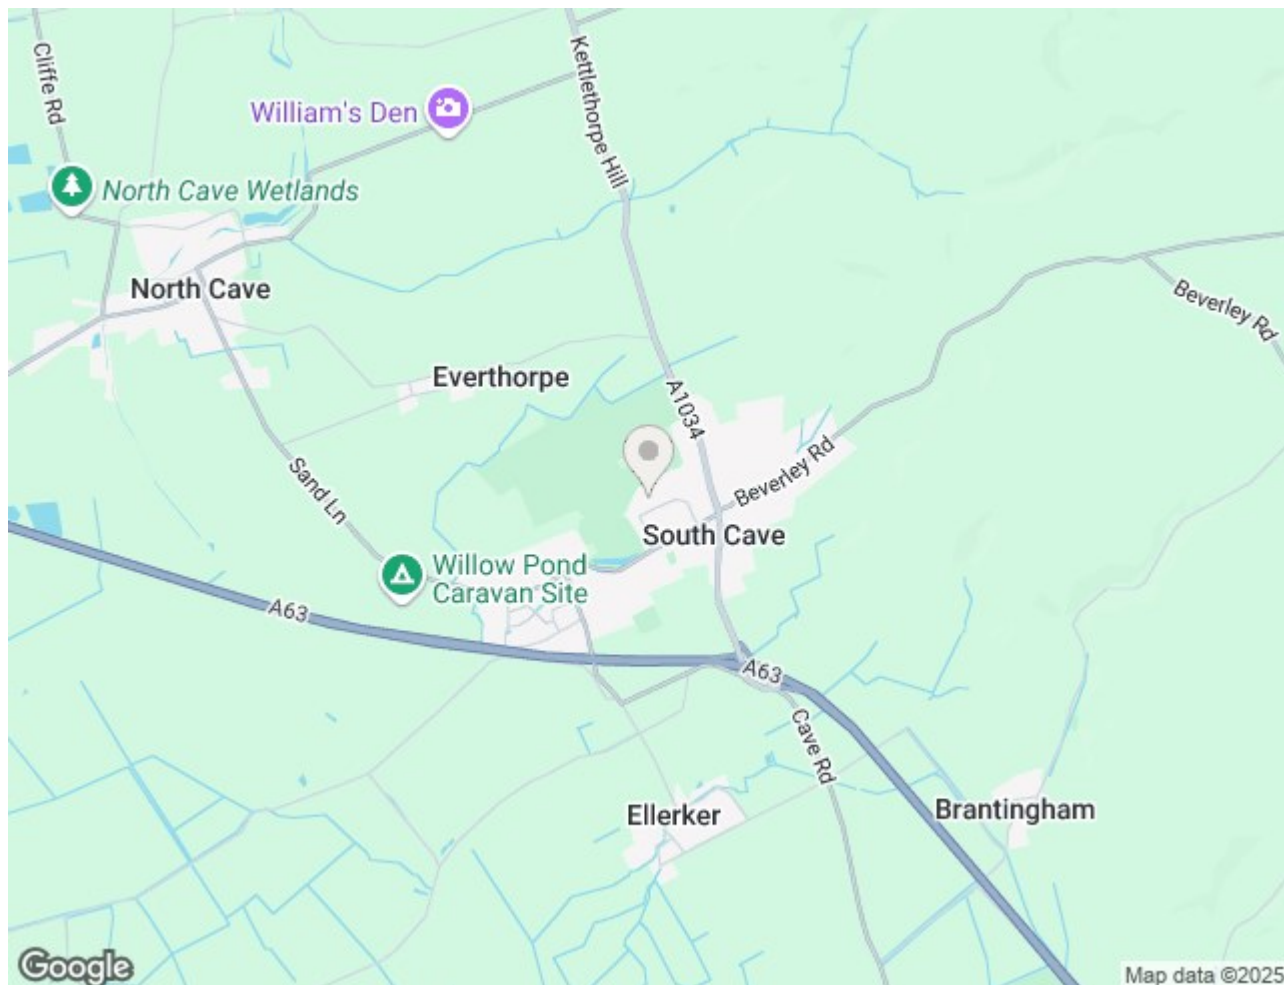 Cliffe Rd
Kettlethorpe Hill
William's Den
North Cave Wetlands
North Cave
Beverley Rd
Everthorpe
A1034
Beverley Rd
Sand Ln
South Cave
Willow Pond
Caravan Site
A63
A63
Cave Rd
Ellerker
Brantingham
Google
Map data ©2025